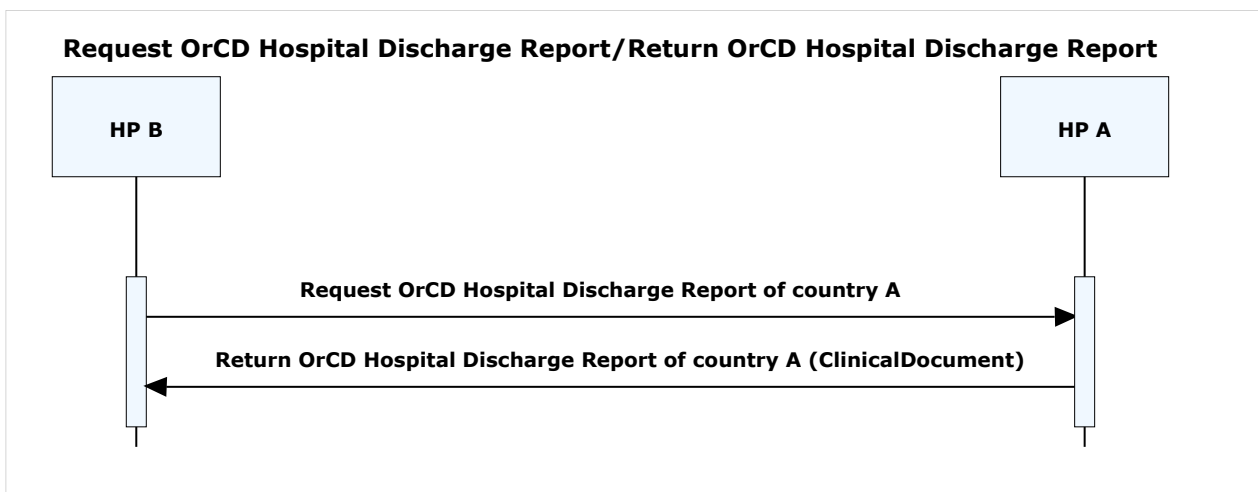 Request OrCD Hospital Discharge Report/Return OrCD Hospital Discharge Report
HP B
HP A
Request OrCD Hospital Discharge Report of country A
Return OrCD Hospital Discharge Report of country A (ClinicalDocument)